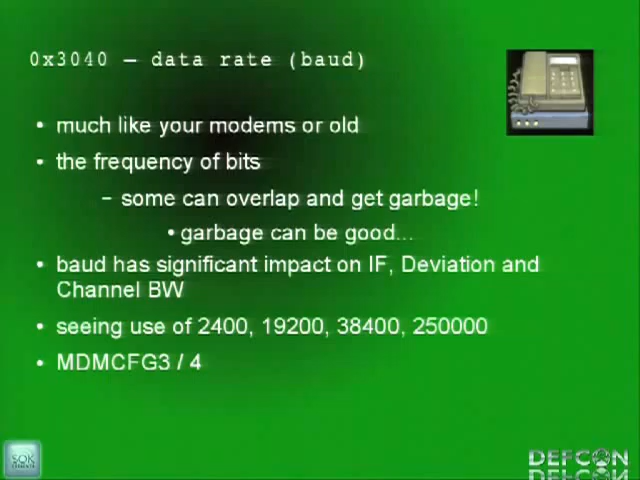 0x3040 – data rate (baud)
• much like your modems or old
• the frequency of bits
– some can overlap and get garbage!
• garbage can be good...
• baud has significant impact on IF, Deviation and
Channel BW
• seeing use of 2400, 19200, 38400, 250000
• MDMCFG3 / 4
SOK
DEFCON